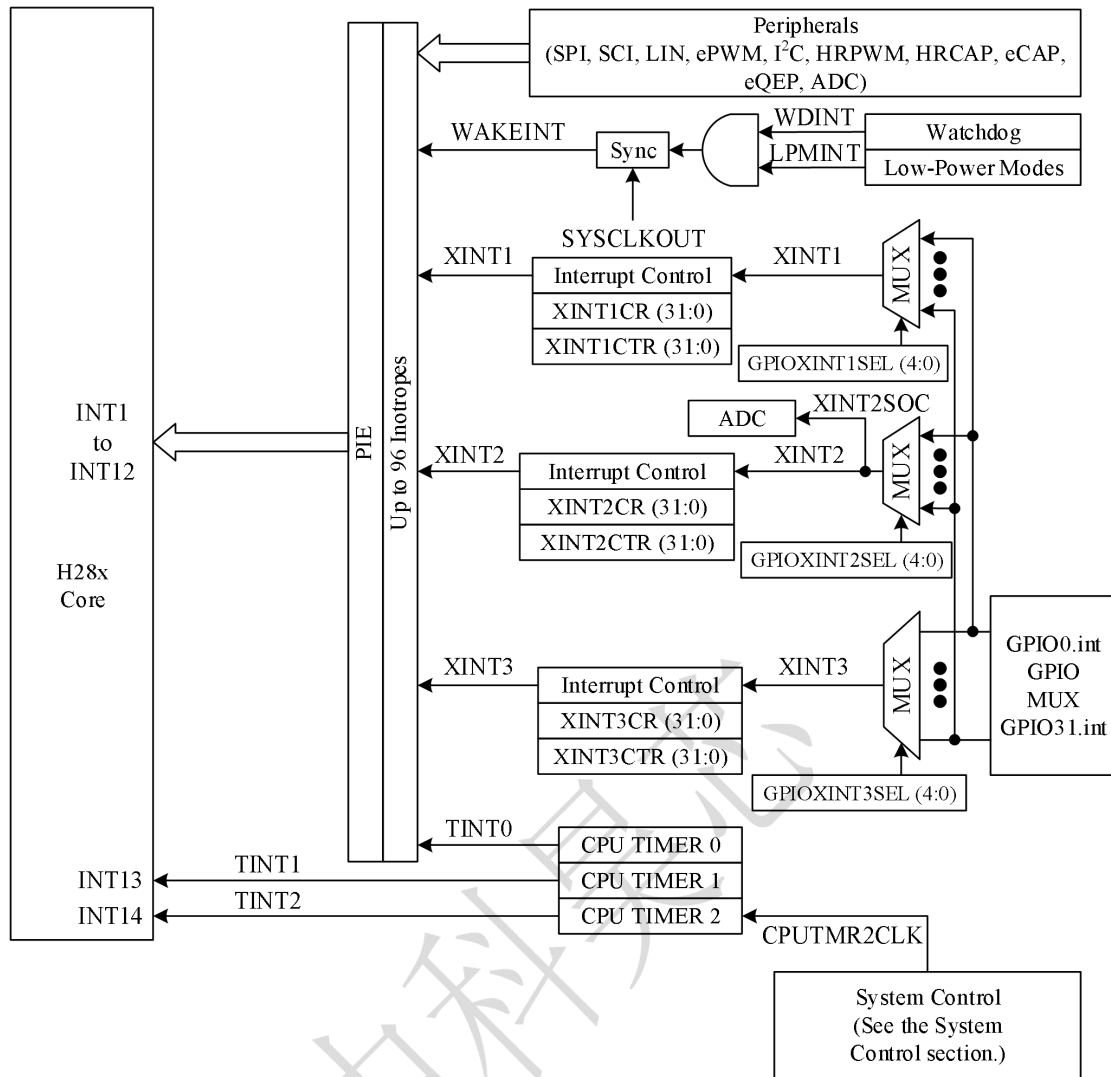 Peripherals
(SPI, SCI, LIN, ePWM, I²C, HRPWM, HRCAP, eCAP,
eQEP, ADC)
WDINT
WAKEINT
Watchdog
Sync
LPMINT
Low-Power Modes
SYSCLKOUT
XINT1
Interrupt Control
XINT1
MUX
XINT1CR (31:0)
XINT1CTR (31:0)
GPIOXINT1SEL (4:0)
INT1
to
INT12
PIE
Up to 96 Inotropes
ADC
XINT2SOC
XINT2
Interrupt Control
XINT2
MUX
XINT2CR (31:0)
XINT2CTR (31:0)
GPIOXINT2SEL (4:0)
H28x
Core
GPIO0.int
GPIO
MUX
GPIO31.int
XINT3
Interrupt Control
XINT3
MUX
XINT3CR (31:0)
XINT3CTR (31:0)
GPIOXINT3SEL (4:0)
TINT0
CPU TIMER 0
INT13
TINT1
CPU TIMER 1
INT14
TINT2
CPU TIMER 2
CPUTMR2CLK
System Control
(See the System
Control section.)
中科昊芯